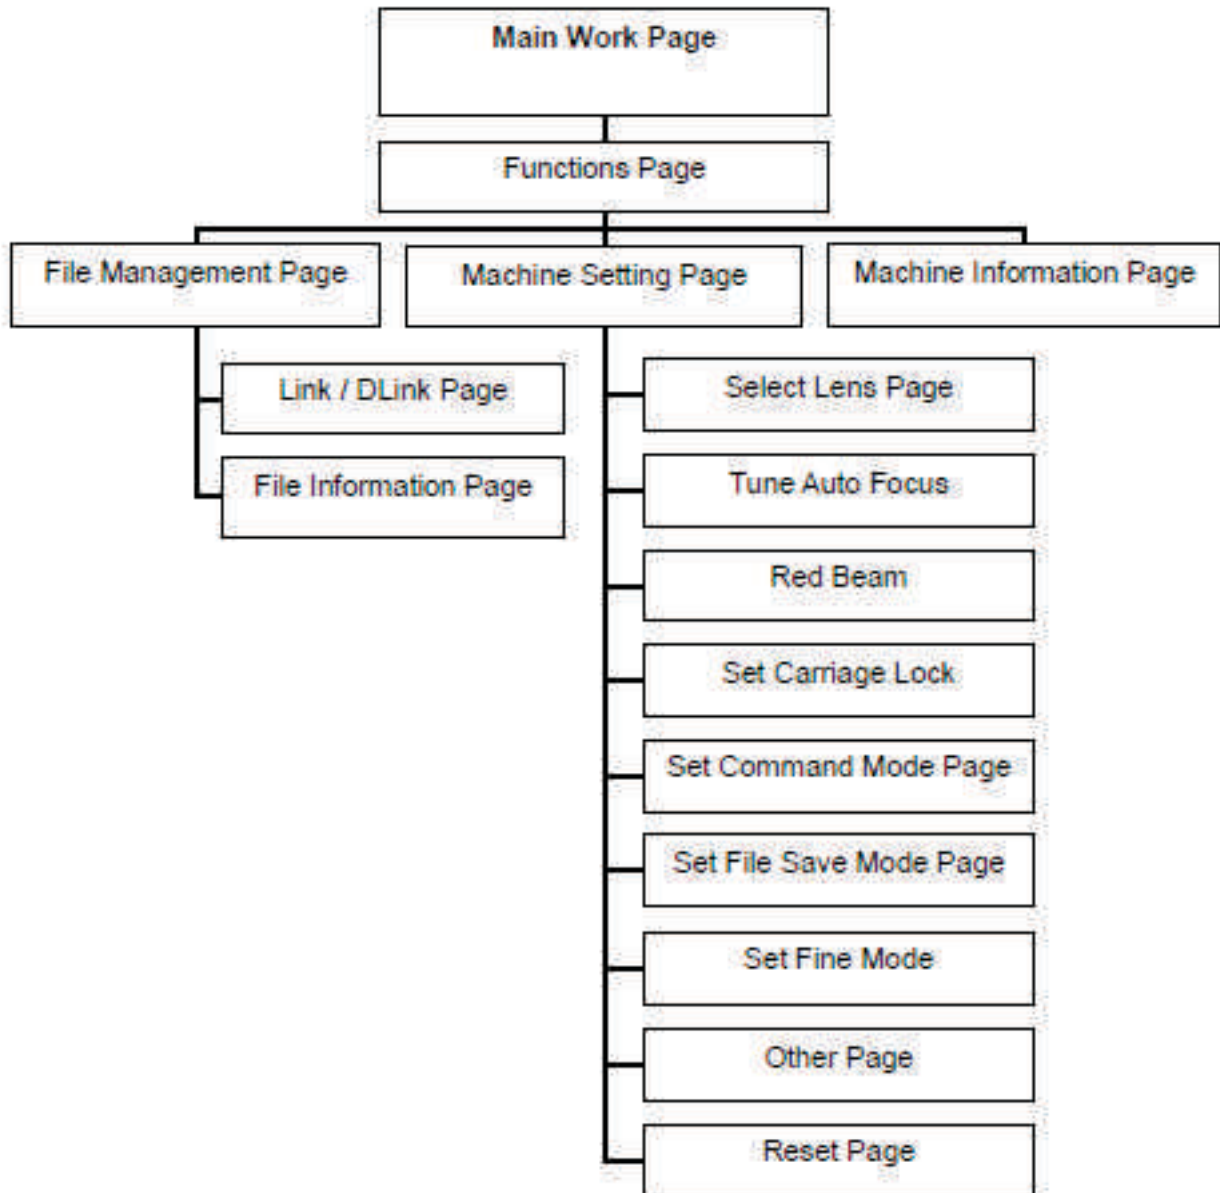 Main Work Page
Functions Page
File Management Page
Machine Setting Page
Machine Information Page
Link / DLink Page
File Information Page
Select Lens Page
Tune Auto Focus
Red Beam
Set Carriage Lock
Set Command Mode Page
Set File Save Mode Page
Set Fine Mode
Other Page
Reset Page